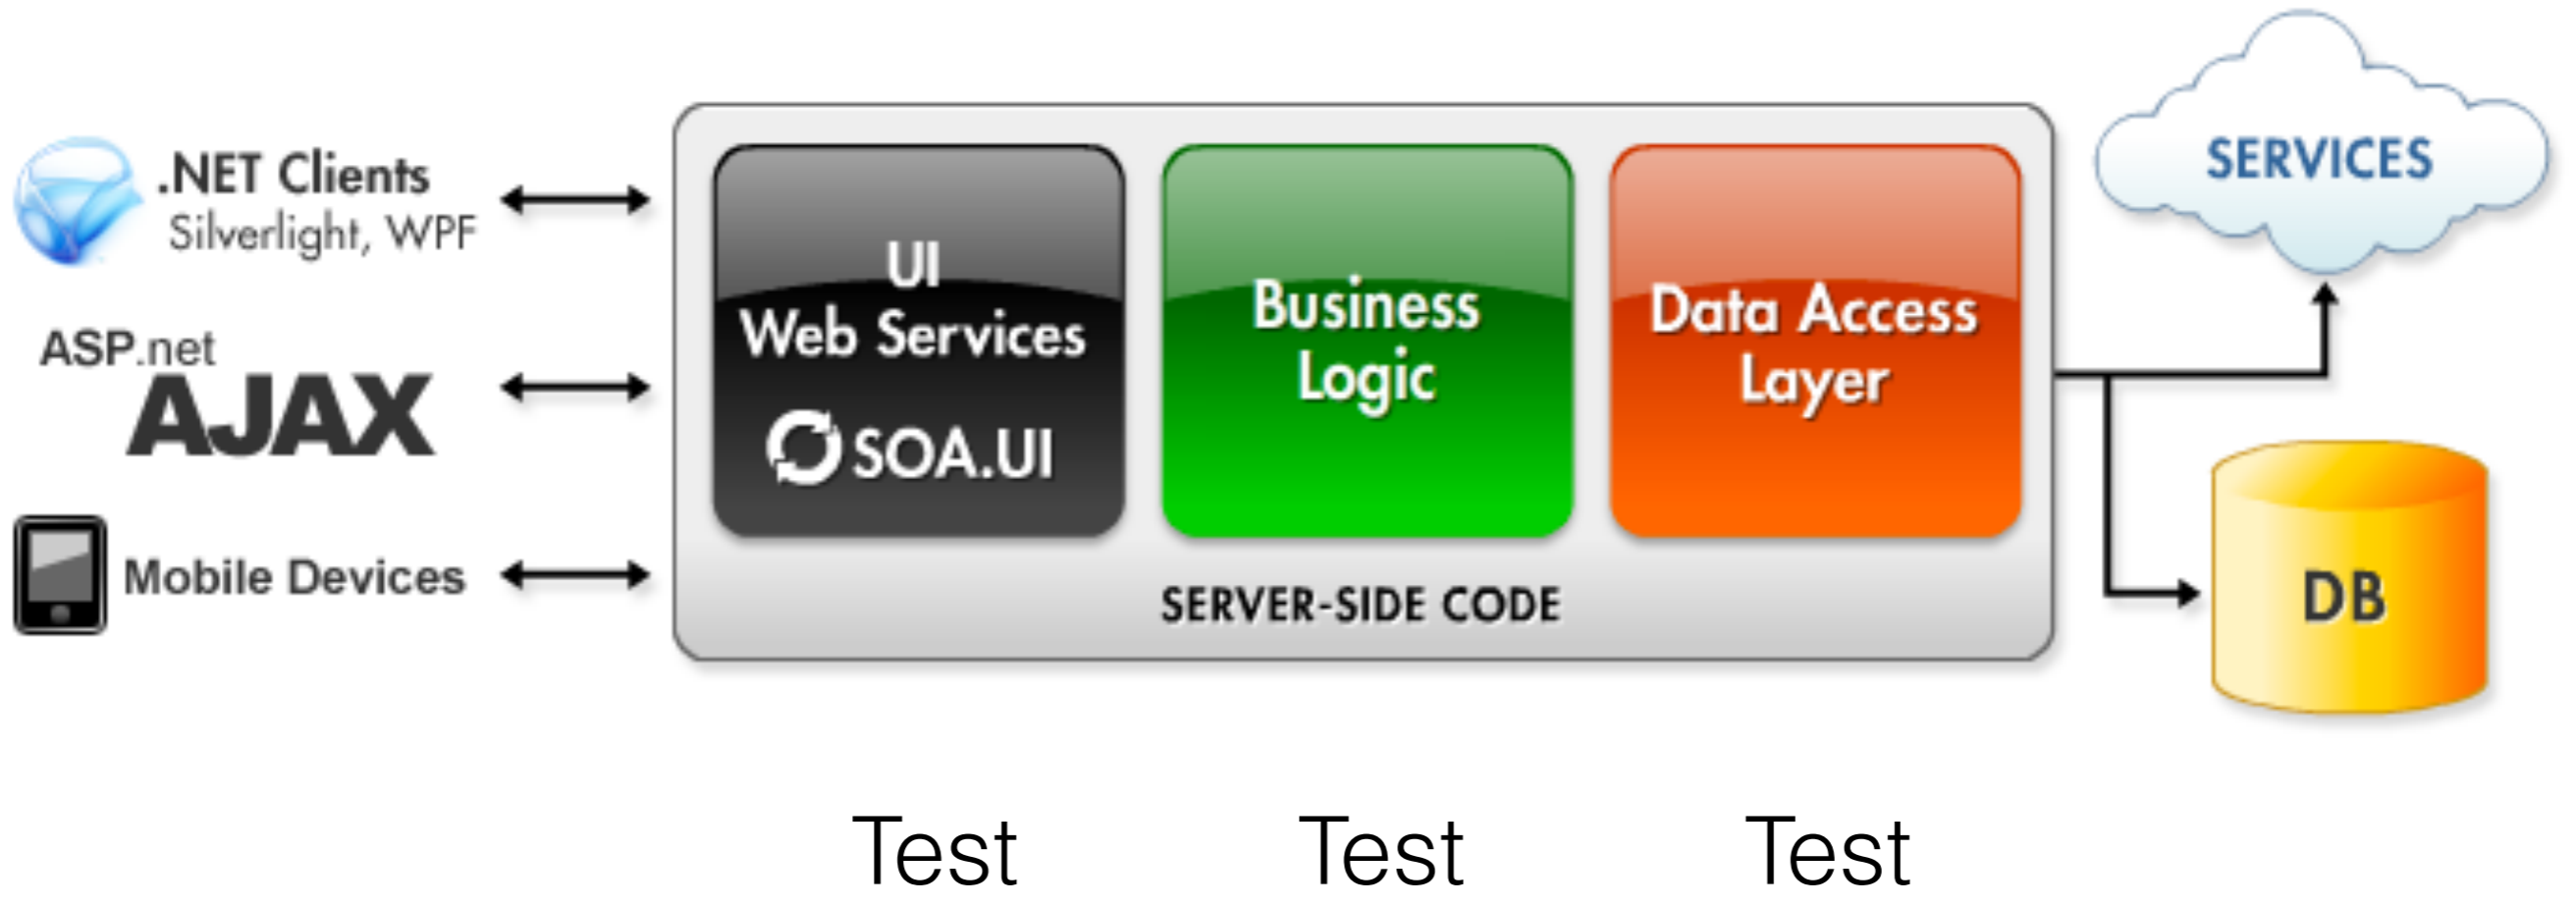 .NET Clients
Silverlight, WPF
ASP.net
AJAX
Mobile Devices
UI
Web Services
SOA.UI
Business
Logic
Data Access
Layer
SERVER-SIDE CODE
SERVICES
DB
Test
Test
Test